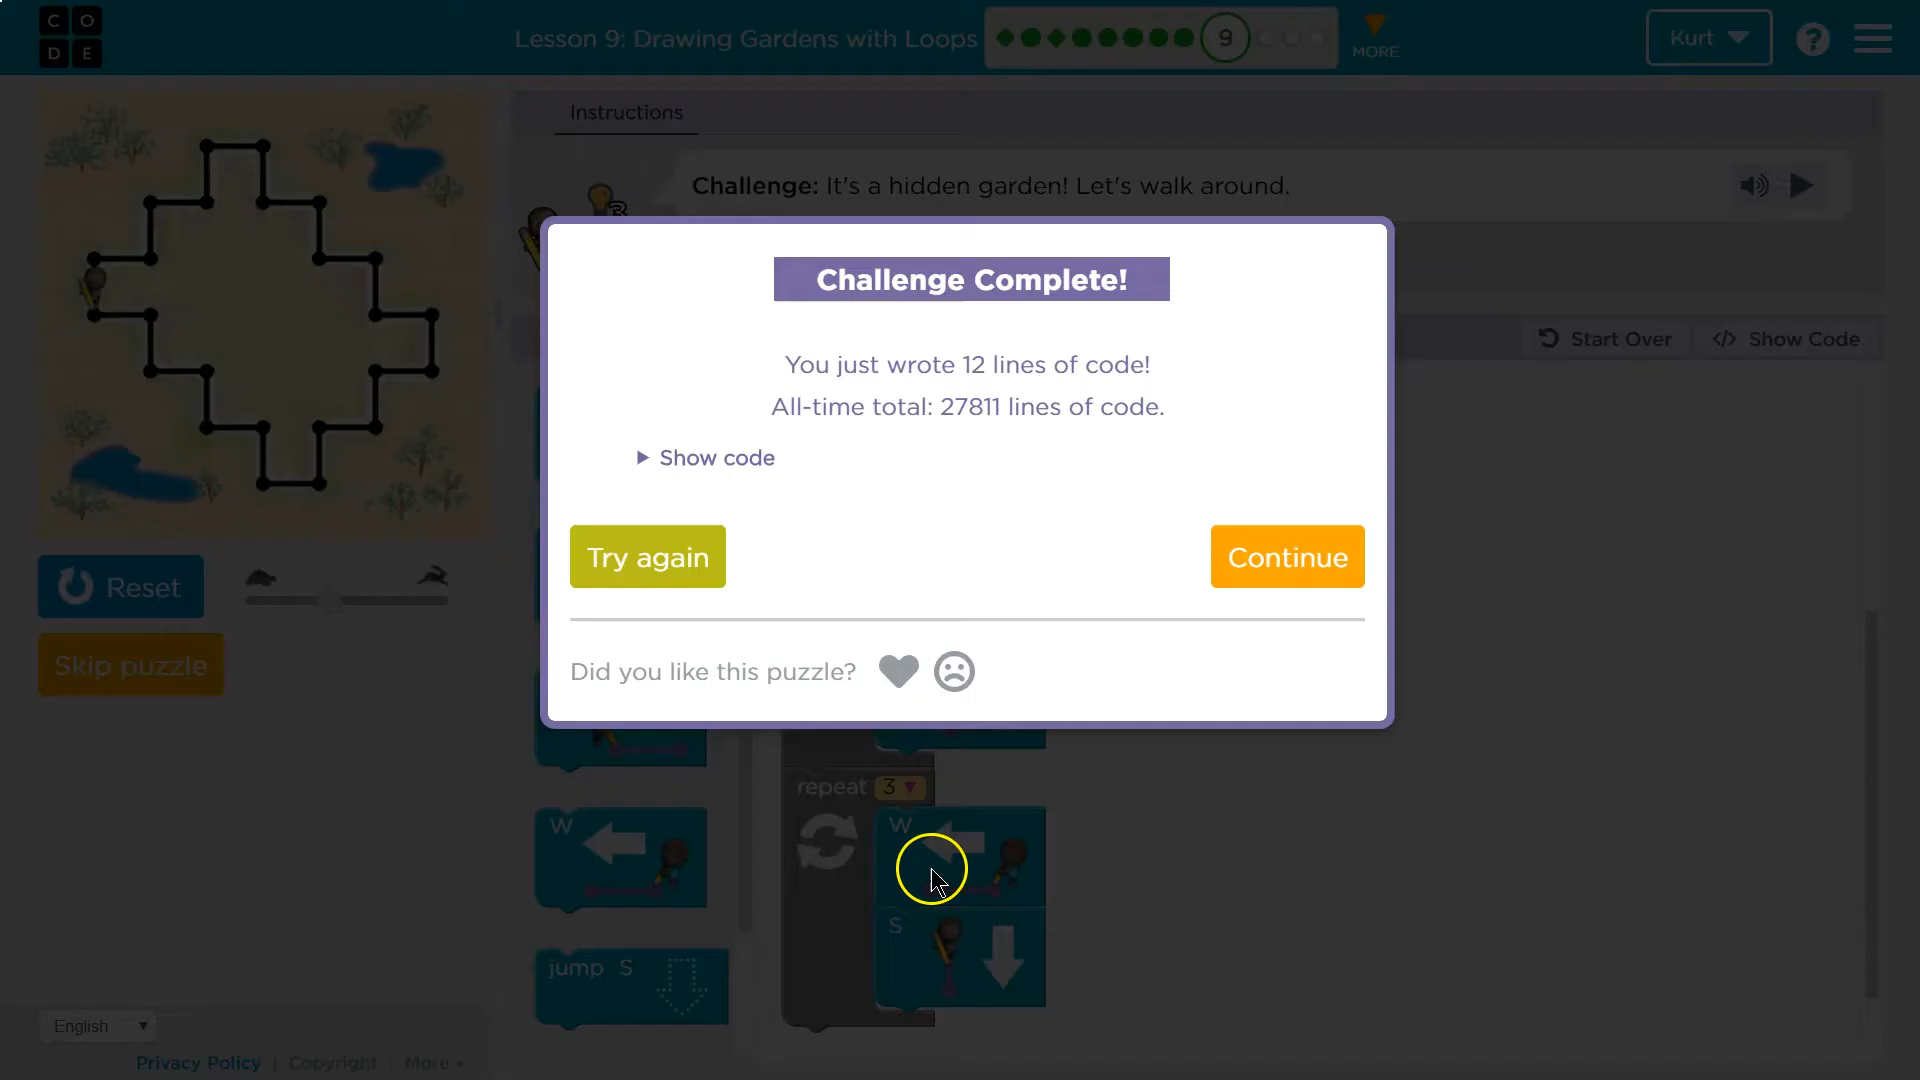 C O
D E
Lesson 9: Drawing Gardens with Loops
9
MORE
Kurt
?
Instructions
Challenge: It's a hidden garden! Let's walk around.
3
Challenge Complete!
You just wrote 12 lines of code!
All-time total: 27811 lines of code.
Show code
Try again
Continue
Did you like this puzzle?
Start Over
</> Show Code
Reset
Skip puzzle
repeat 3
W
W
S
jump S
English
Privacy Policy | Copyright | More